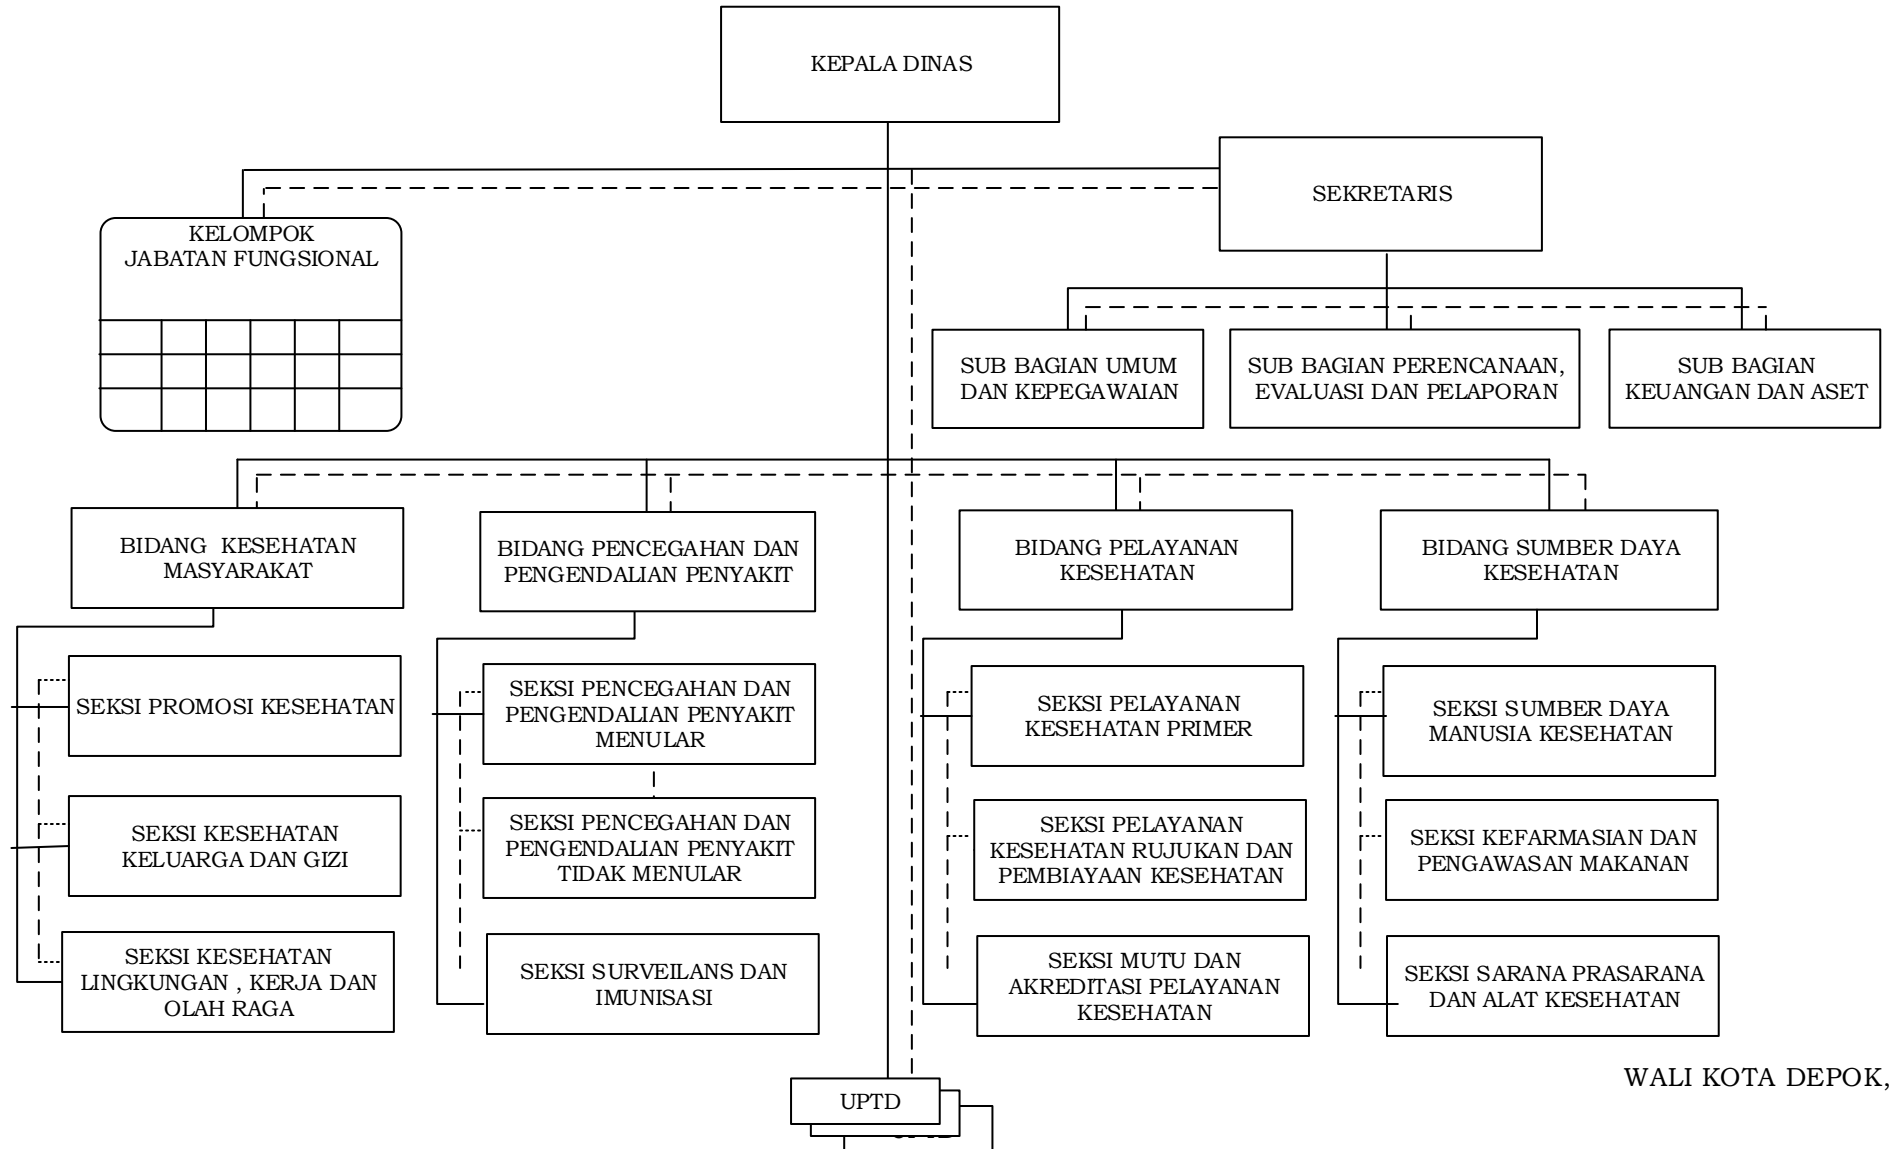 KEPALA DINAS
SEKRETARIS
KELOMPOK
JABATAN FUNGSIONAL
SUB BAGIAN UMUM
DAN KEPEGAWAIAN
SUB BAGIAN PERENCANAAN,
EVALUASI DAN PELAPORAN
SUB BAGIAN
KEUANGAN DAN ASET
BIDANG KESEHATAN
MASYARAKAT
BIDANG PENCEGAHAN DAN
PENGENDALIAN PENYAKIT
BIDANG PELAYANAN
KESEHATAN
BIDANG SUMBER DAYA
KESEHATAN
SEKSI PROMOSI KESEHATAN
SEKSI PENCEGAHAN DAN
PENGENDALIAN PENYAKIT
MENULAR
SEKSI PELAYANAN
KESEHATAN PRIMER
SEKSI SUMBER DAYA
MANUSIA KESEHATAN
SEKSI KESEHATAN
KELUARGA DAN GIZI
SEKSI PENCEGAHAN DAN
PENGENDALIAN PENYAKIT
TIDAK MENULAR
SEKSI PELAYANAN
KESEHATAN RUJUKAN DAN
PEMBIAYAAN KESEHATAN
SEKSI KEFARMASIAN DAN
PENGAWASAN MAKANAN
SEKSI KESEHATAN
LINGKUNGAN , KERJA DAN
OLAH RAGA
SEKSI SURVEILANS DAN
IMUNISASI
SEKSI MUTU DAN
AKREDITASI PELAYANAN
KESEHATAN
SEKSI SARANA PRASARANA
DAN ALAT KESEHATAN
WALI KOTA DEPOK,
UPTD